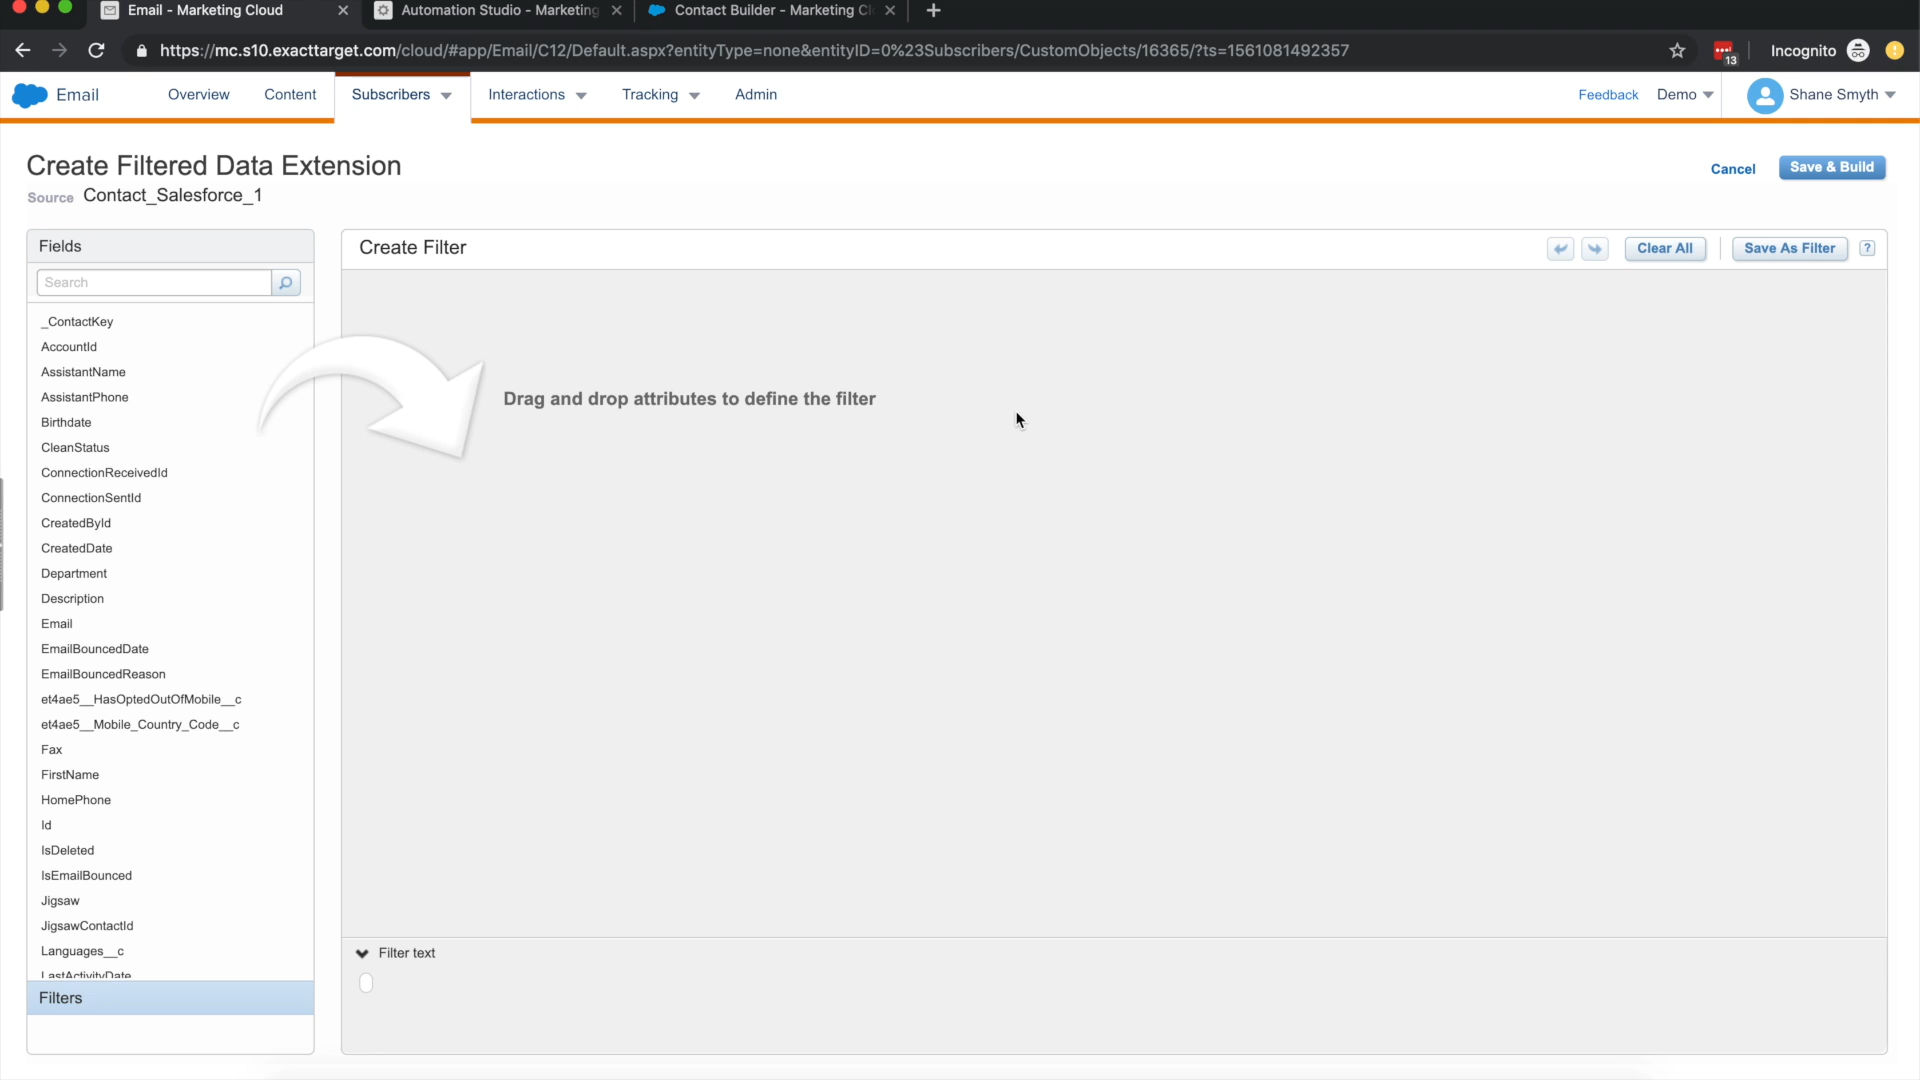 Email - Marketing Cloud
Automation Studio - Marketing
Contact Builder - Marketing Cl
https://mc.s10.exacttarget.com/cloud/#app/Email/C12/Default.aspx?entityType=none&entityID=0%23Subscribers/CustomObjects/16365/?ts=1561081492357
13
Incognito
Email
Overview
Content
Subscribers
Interactions
Tracking
Admin
Feedback
Demo
Shane Smyth
Create Filtered Data Extension
Source Contact_Salesforce_1
Cancel
Save & Build
Fields
Search
_ContactKey
AccountId
AssistantName
AssistantPhone
Birthdate
CleanStatus
ConnectionReceivedId
ConnectionSentId
CreatedById
CreatedDate
Department
Description
Email
EmailBouncedDate
EmailBouncedReason
et4ae5__HasOptedOutOfMobile__c
et4ae5__Mobile_Country_Code__c
Fax
FirstName
HomePhone
Id
IsDeleted
IsEmailBounced
Jigsaw
JigsawContactId
Languages__c
LastActivityDate
Filters
Create Filter
Clear All
Save As Filter
?
Drag and drop attributes to define the filter
Filter text